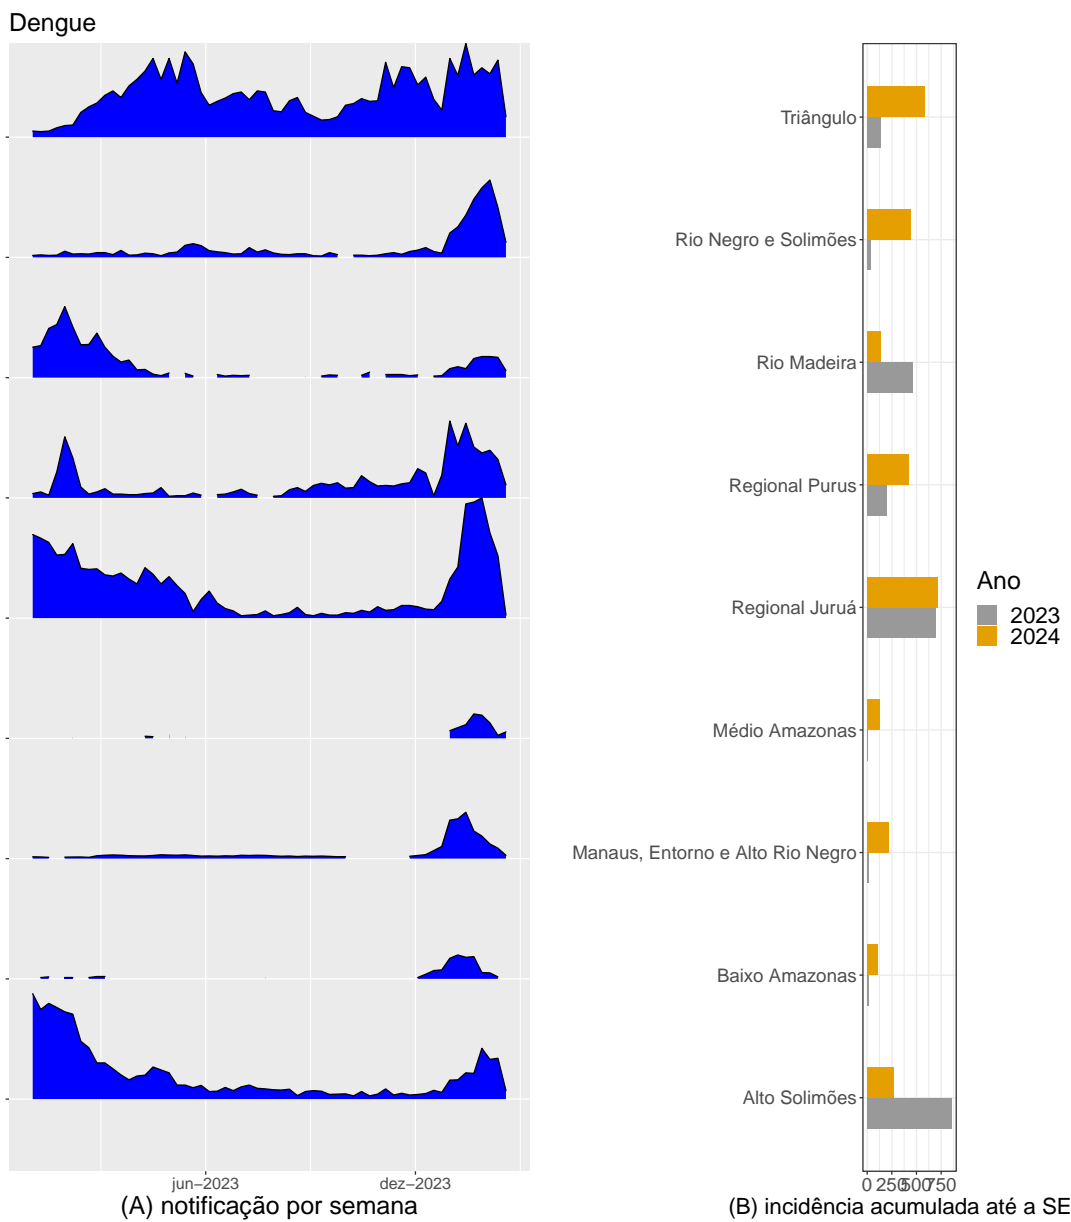 Dengue
Triângulo
Rio Negro e Solimões
Rio Madeira
Regional Purus
Regional Juruá
Médio Amazonas
Manaus, Entorno e Alto Rio Negro
Baixo Amazonas
Alto Solimões
Ano
2023
2024
jun−2023 dez−2023
0 250 500 750
(A) notificação por semana
(B) incidência acumulada até a SE